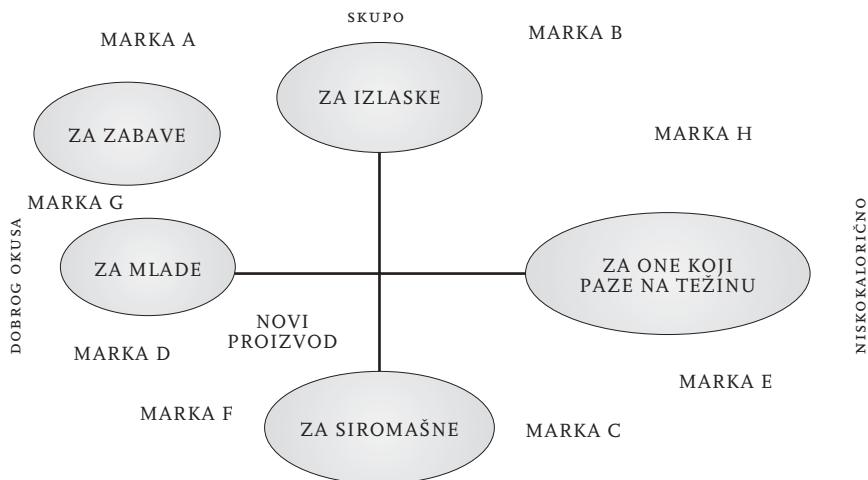 SKUPO
MARKA A
MARKA B
ZA IZLASKE
ZA ZABAVE
MARKA H
MARKA G
DOBROG OKUSA
ZA MLADE
ZA ONE KOJI
PAZE NA TEŽINU
NISKOKALORIČNO
NOVI
PROIZVOD
MARKA D
MARKA E
MARKA F
ZA SIROMAŠNE
MARKA C